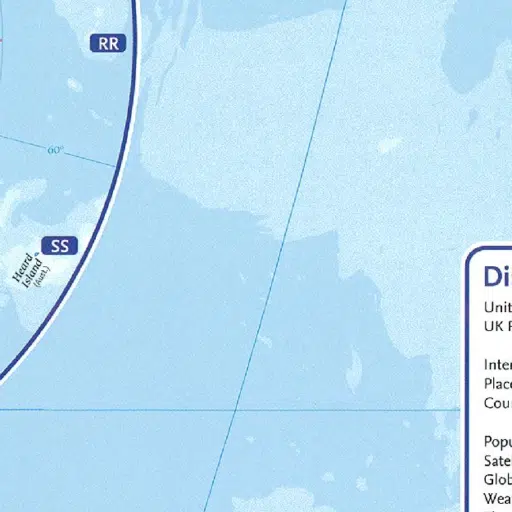 RR
60°
SS
Heard
Island
(Aust.)
Di
Unit
UK
Inter
Place
Cou
Popu
Sate
Glob
Wea